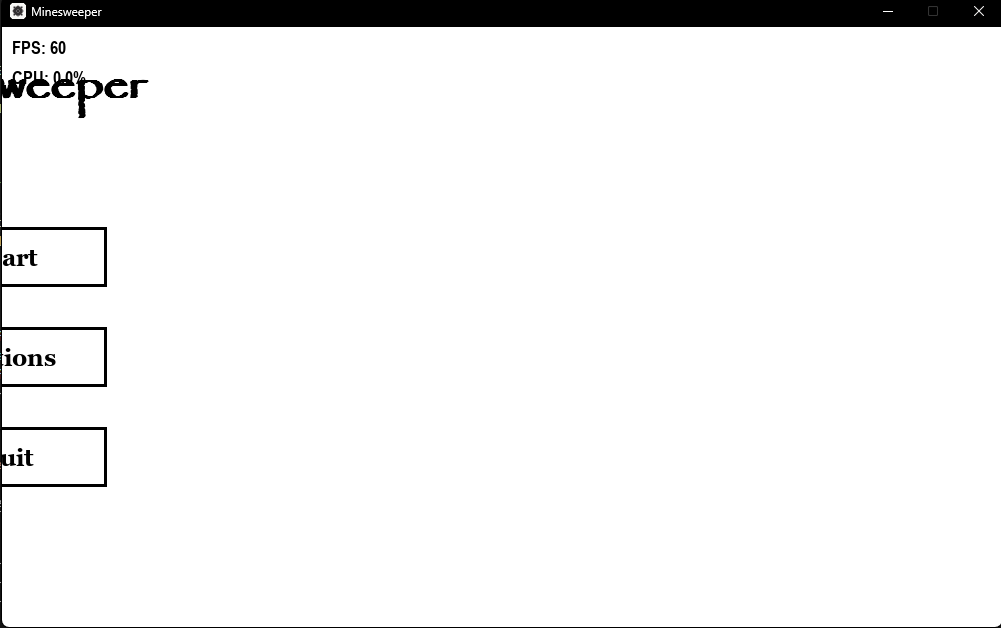 Minesweeper
FPS: 60
CPU: 0.0%
weeper
art
tions
uit